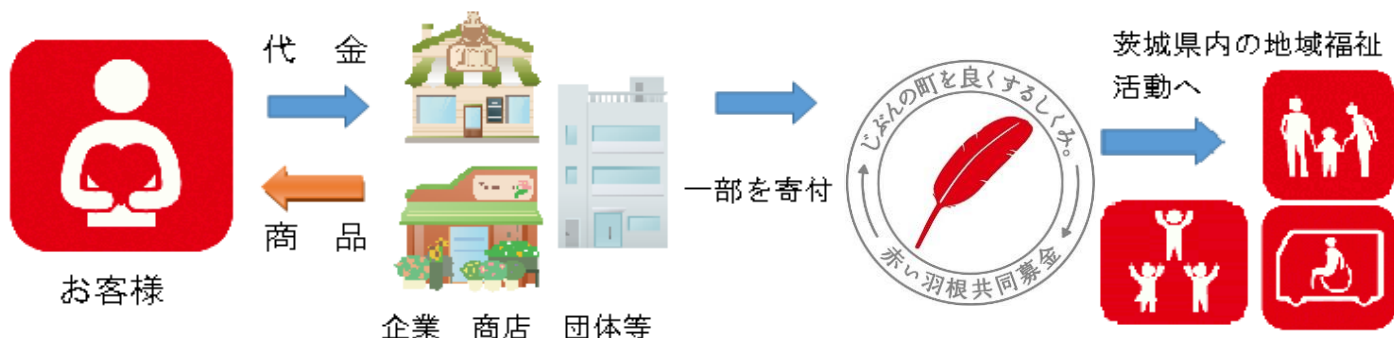 代 金
商 品
お客様
企業 商店 団体等
一部を寄付
じぶんの町を良くするしくみ。
赤い羽根共同募金
茨城県内の地域福祉
活動へ